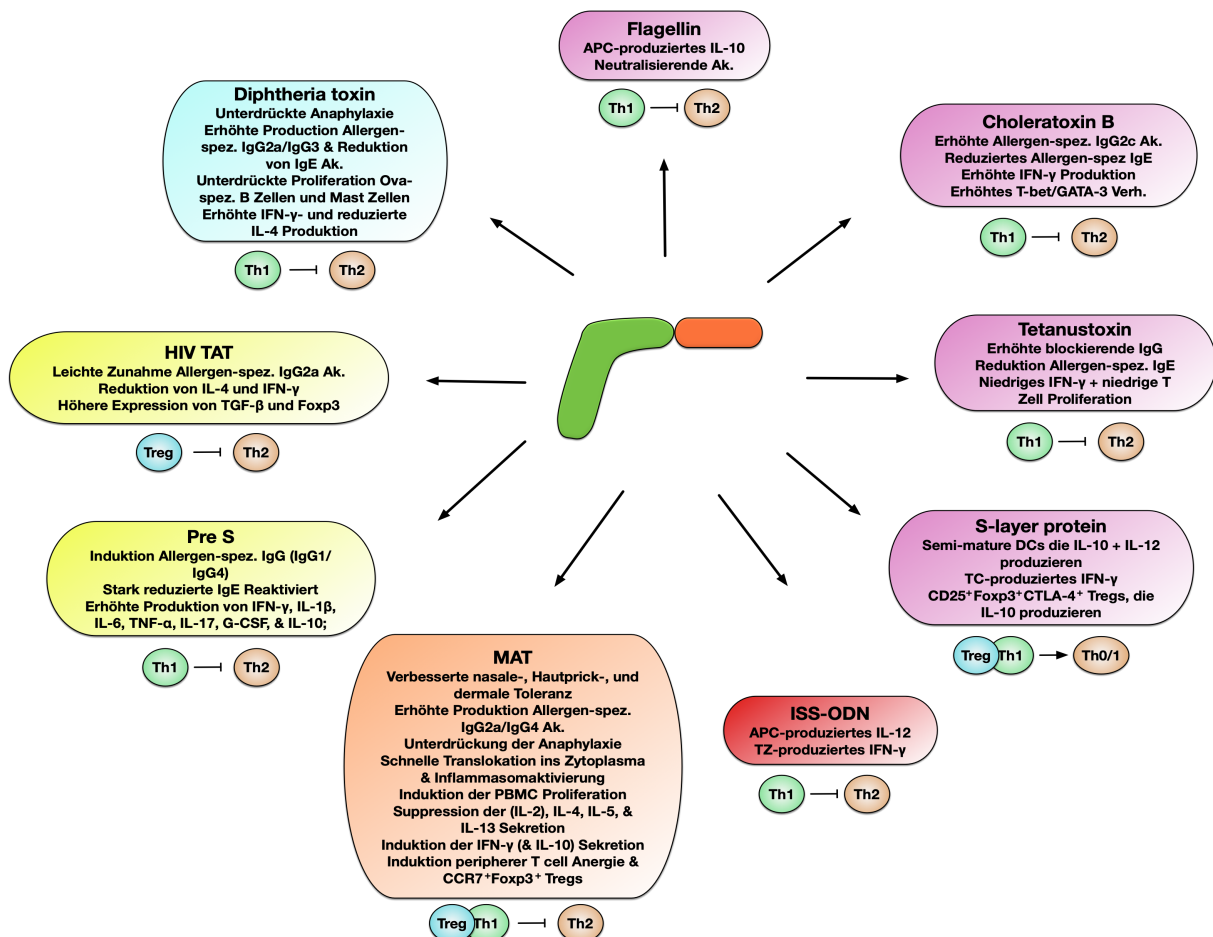 Flagellin
APC-produziertes IL-10
Neutralisierende Ak.
Th1
Th2
Diphtheria toxin
Unterdrückte Anaphylaxie
Erhöhte Production Allergen-
spez. IgG2a/IgG3 & Reduktion
von IgE Ak.
Unterdrückte Proliferation Ova-
spez. B Zellen und Mast Zellen
Erhöhte IFN-γ- und reduzierte
IL-4 Produktion
Th1
Th2
Choleratoxin B
Erhöhte Allergen-spez. IgG2c Ak.
Reduziertes Allergen-spez IgE
Erhöhte IFN-γ Produktion
Erhöhtes T-bet/GATA-3 Verh.
Th1
Th2
HIV TAT
Leichte Zunahme Allergen-spez. IgG2a Ak.
Reduktion von IL-4 und IFN-γ
Höhere Expression von TGF-β und Foxp3
Treg
Th2
Tetanustoxin
Erhöhte blockierende IgG
Reduktion Allergen-spez. IgE
Niedriges IFN-γ + niedrige T
Zell Proliferation
Th1
Th2
Pre S
Induktion Allergen-spez. IgG (IgG1/
IgG4)
Stark reduzierte IgE Reaktiviert
Erhöhte Produktion von IFN-γ, IL-1β,
IL-6, TNF-α, IL-17, G-CSF, & IL-10;
Th1
Th2
S-layer protein
Semi-mature DCs die IL-10 + IL-12
produzieren
TC-produziertes IFN-γ
CD25⁺Foxp3⁺CTLA-4⁺ Tregs, die
IL-10 produzieren
Treg
Th1
Th0/1
MAT
Verbesserte nasale-, Hautprick-, und
dermale Toleranz
Erhöhte Produktion Allergen-spez.
IgG2a/IgG4 Ak.
Unterdrückung der Anaphylaxie
Schnelle Translokation ins Zytoplasma
& Inflammasomaktivierung
Induktion der PBMC Proliferation
Suppression der (IL-2), IL-4, IL-5, &
IL-13 Sekretion
Induktion der IFN-γ (& IL-10) Sekretion
Induktion peripherer T cell Anergie &
CCR7⁺Foxp3⁺ Tregs
Treg
Th1
Th2
ISS-ODN
APC-produziertes IL-12
TZ-produziertes IFN-γ
Th1
Th2